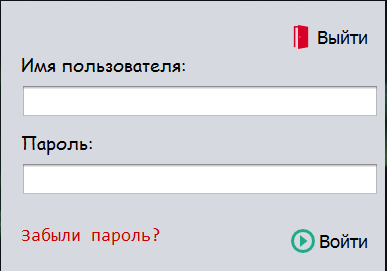 Выйти
Имя пользователя:
Пароль:
Забыли пароль?
Войти